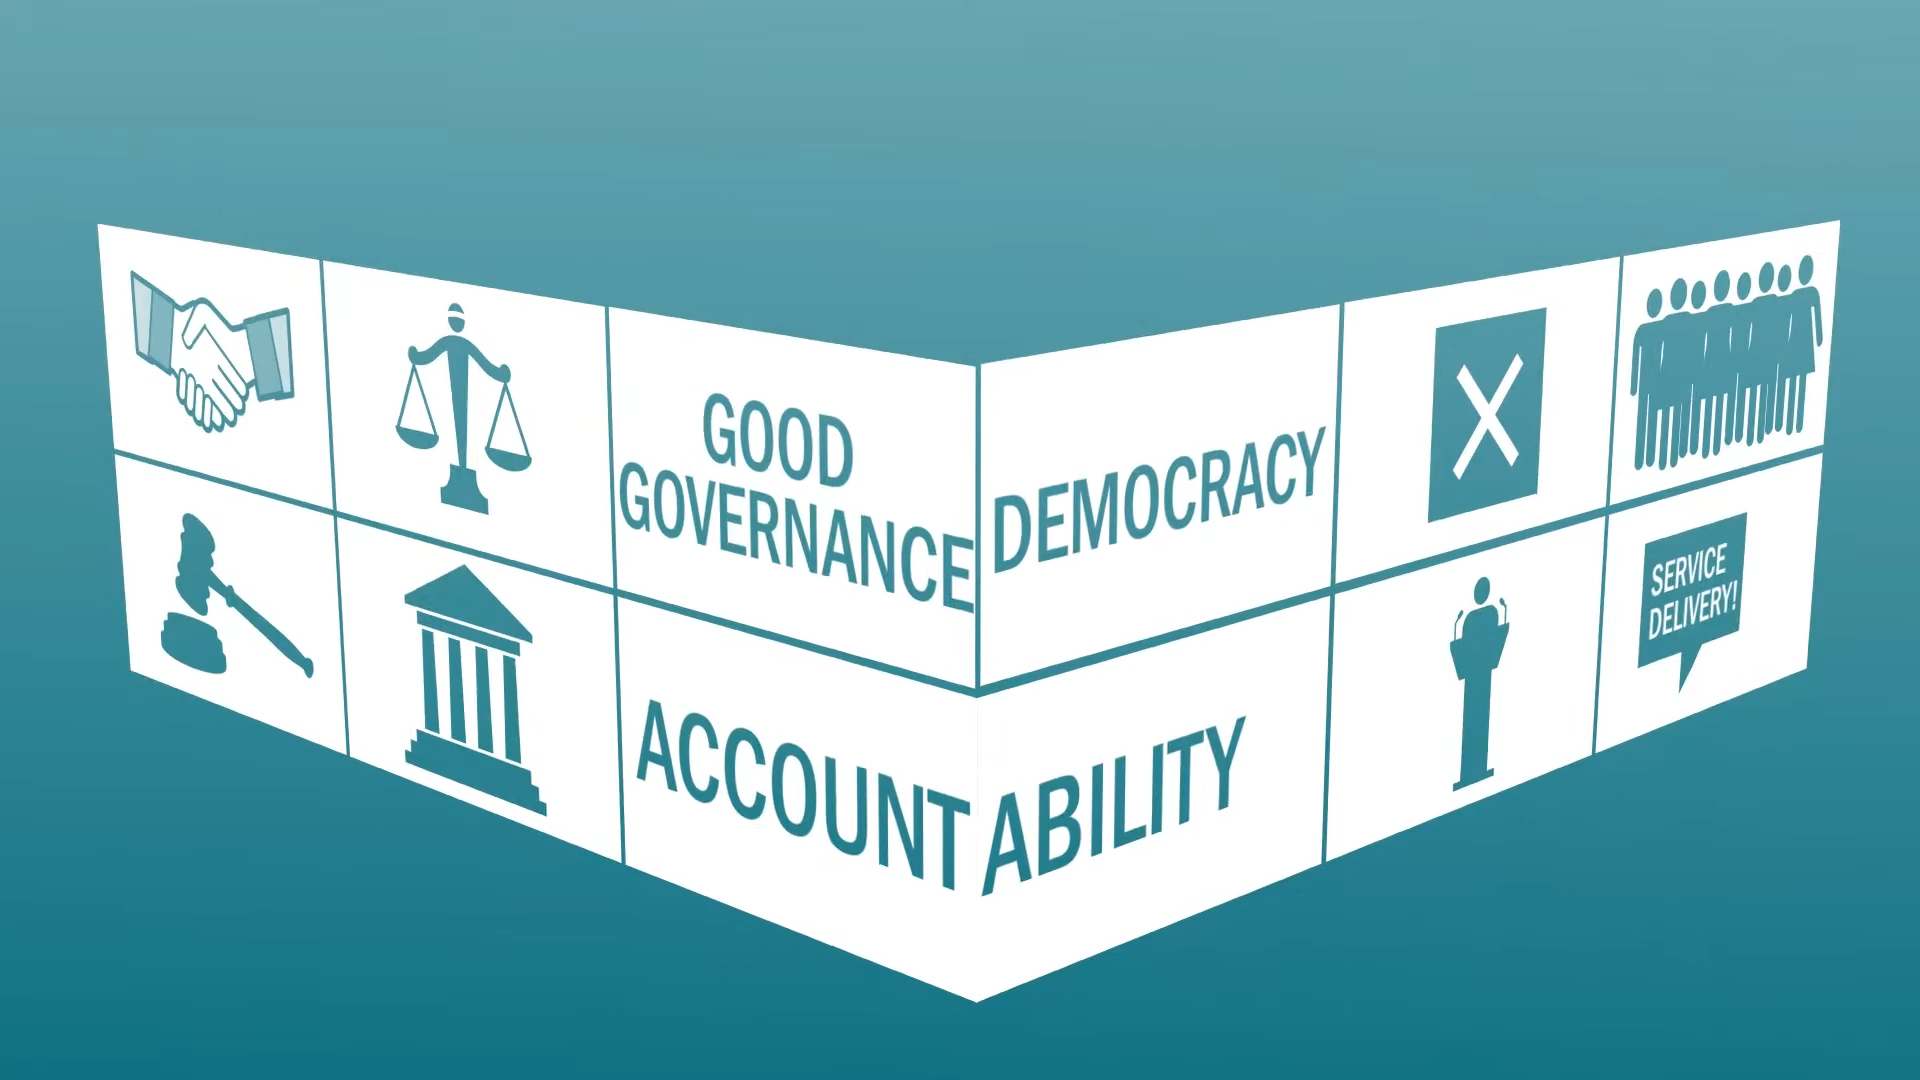 GOOD
GOVERNANCE
DEMOCRACY
SERVICE
DELIVERY!
ACCOUNTABILITY